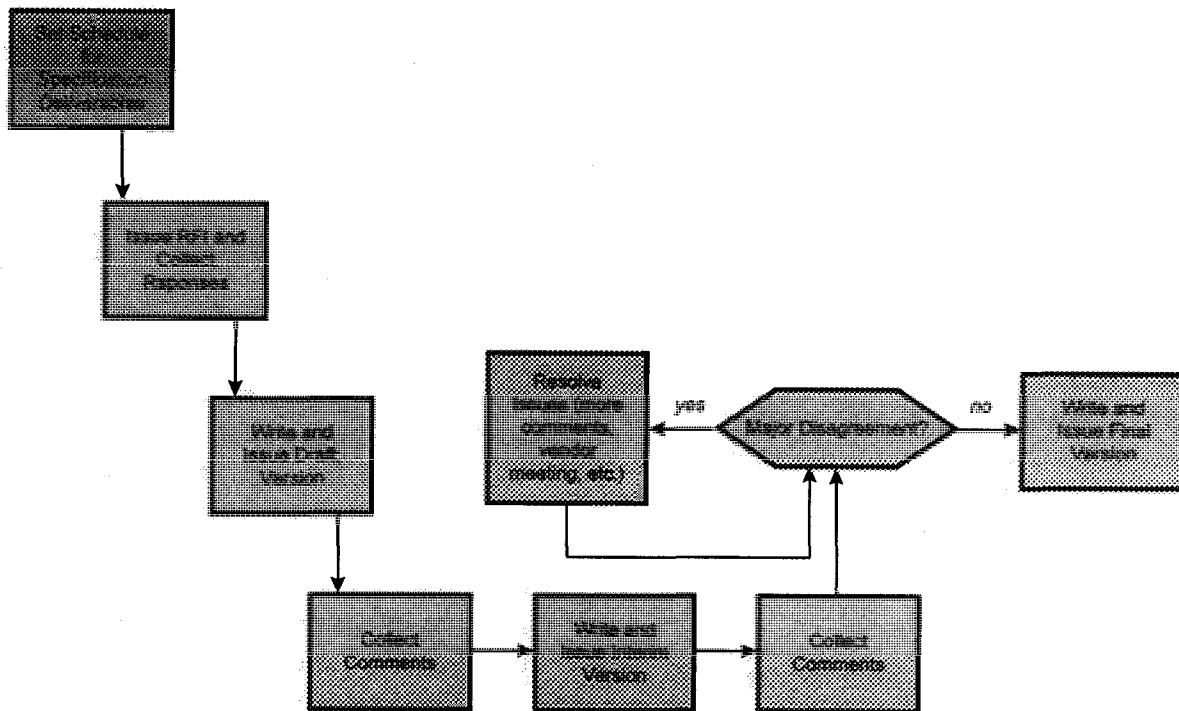 Set Schedule
for
Specification
Deliverables
Issue RFI and
Collect
Reponses
Write and
Issue Draft
Version
Collect
Comments
Write and
Issue Interim
Version
Collect
Comments
Major Disagreement?
yes
Resolve
issues (more
comments,
vendor
meeting, etc.)
no
Write and
Issue Final
Version